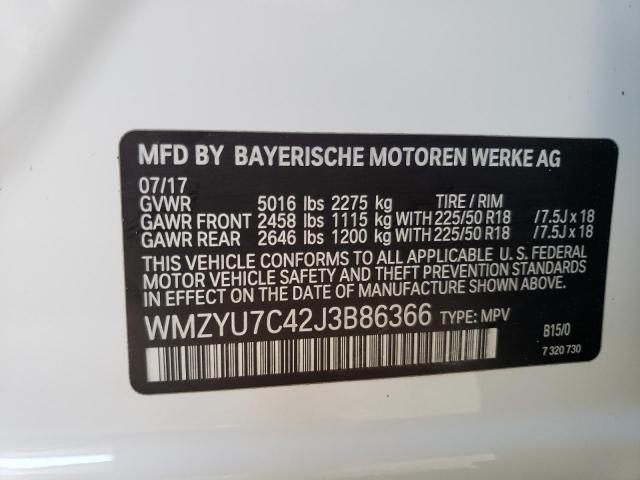 MFD BY BAYERISCHE MOTOREN WERKE AG
07/17
GVWR 5016 lbs 2275 kg TIRE / RIM
GAWR FRONT 2458 lbs 1115 kg WITH 225/50 R18 /7.5J x 18
GAWR REAR 2646 lbs 1200 kg WITH 225/50 R18 /7.5J x 18
THIS VEHICLE CONFORMS TO ALL APPLICABLE U. S. FEDERAL
MOTOR VEHICLE SAFETY AND THEFT PREVENTION STANDARDS
IN EFFECT ON THE DATE OF MANUFACTURE SHOWN ABOVE.
WMZYU7C42J3B86366 TYPE: MPV B15/0
7 320 730